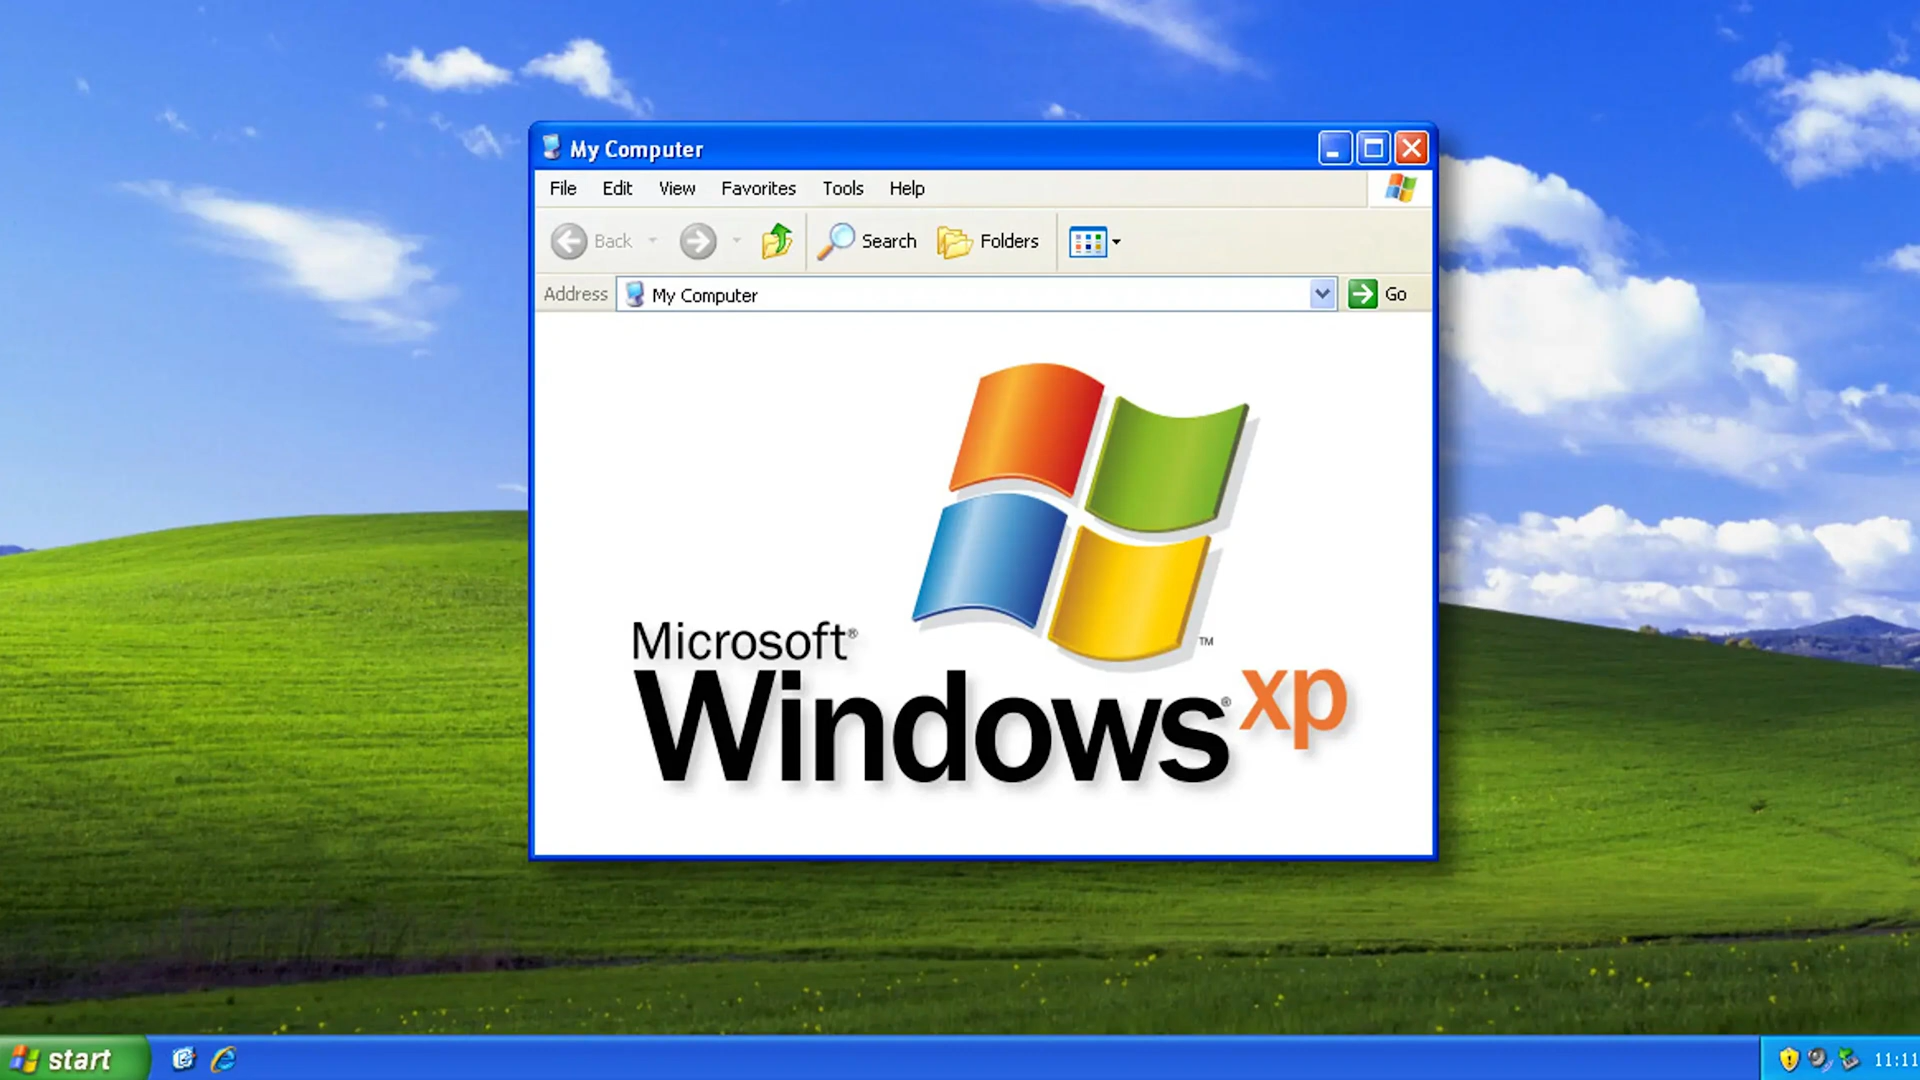 My Computer
File Edit View Favorites Tools Help
Back Search Folders
Address My Computer Go
Microsoft®
™
Windows® xp
start 11:11